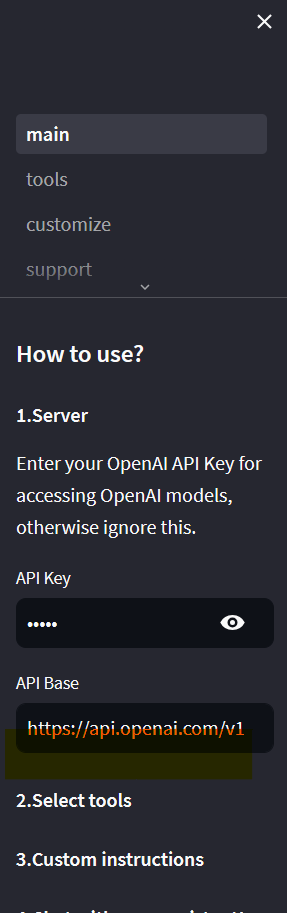 main
tools
customize
support
How to use?
1.Server
Enter your OpenAI API Key for
accessing OpenAI models,
otherwise ignore this.
API Key
•••••
API Base
https://api.openai.com/v1
2.Select tools
3.Custom instructions